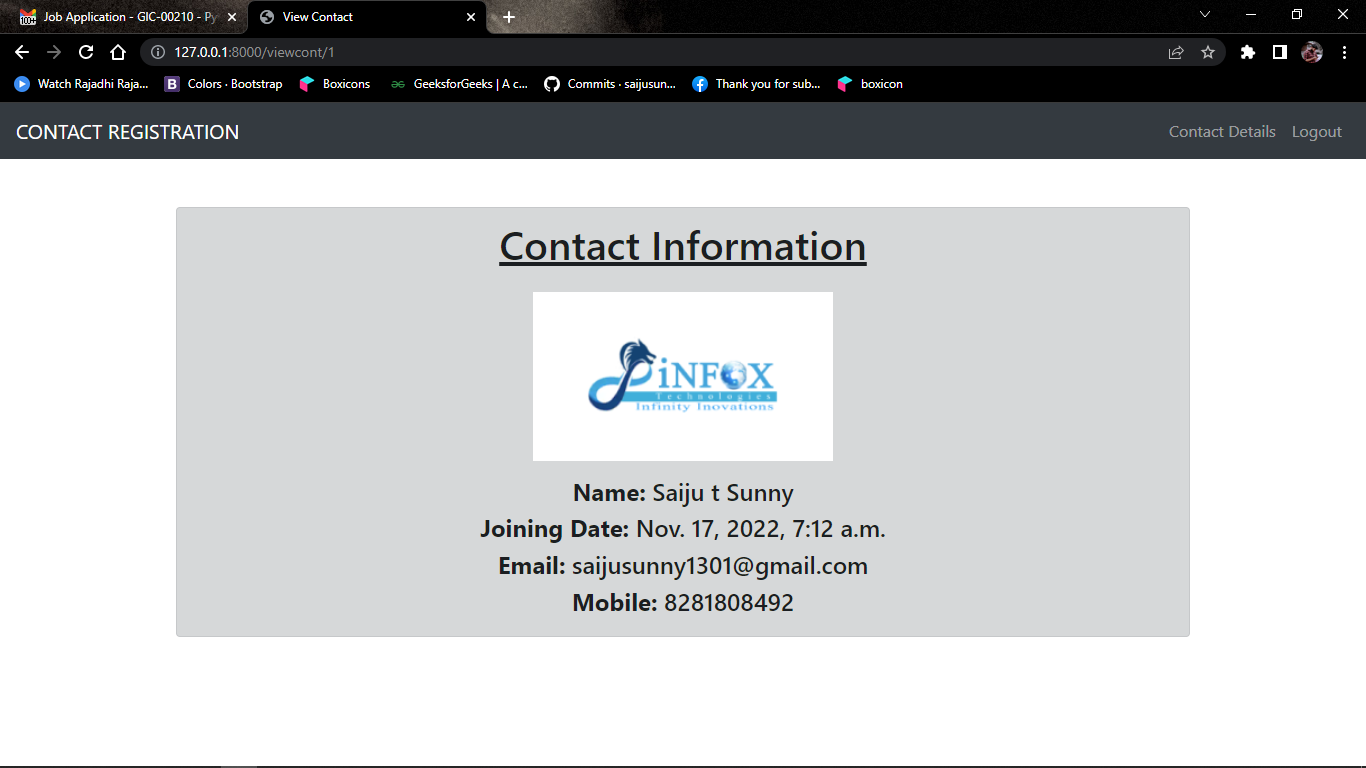 Job Application - GIC-00210 - Py
View Contact
127.0.0.1:8000/viewcont/1
Watch Rajadhi Raja...
Colors · Bootstrap
Boxicons
GeeksforGeeks | A c...
Commits · saijusun...
Thank you for sub...
boxicon
CONTACT REGISTRATION
Contact Details
Logout
Contact Information
iNFOX
Technologies
Infinity Inovations
Name: Saiju t Sunny
Joining Date: Nov. 17, 2022, 7:12 a.m.
Email: saijusunny1301@gmail.com
Mobile: 8281808492